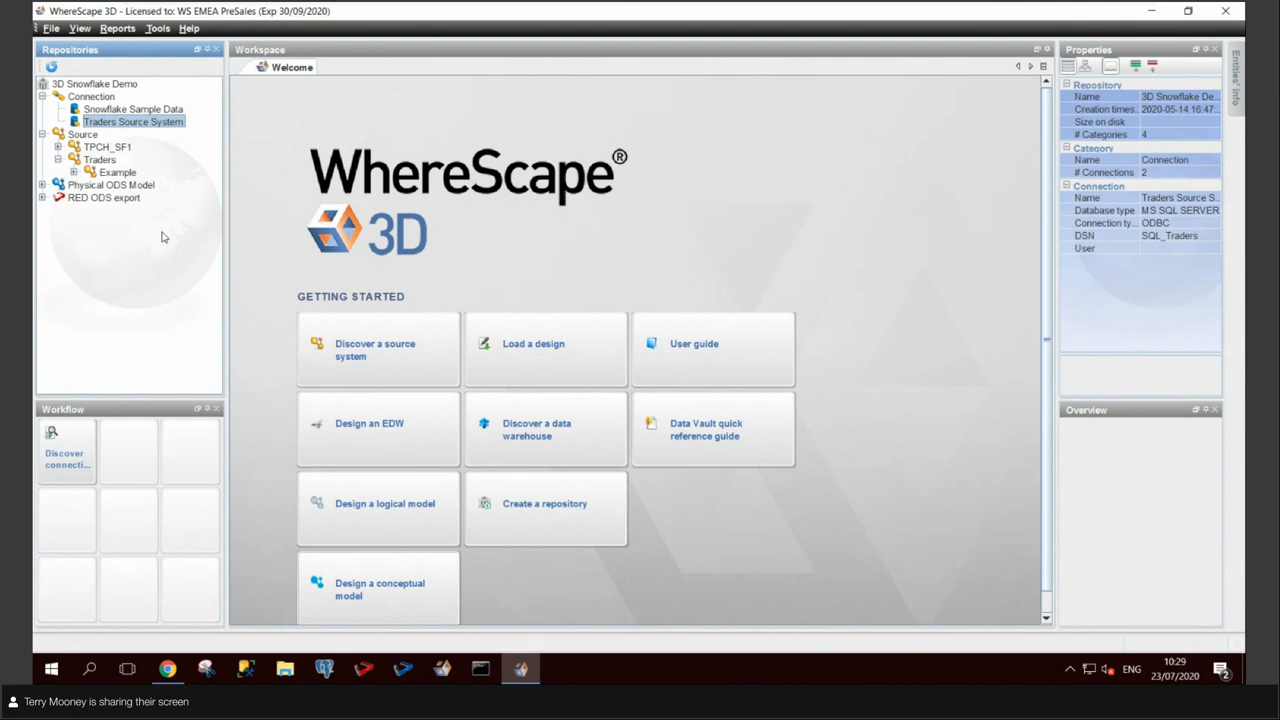 WhereScape 3D - Licensed to: WS EMEA PreSales (Exp 30/09/2020)
File View Reports Tools Help
Repositories
3D Snowflake Demo
Connection
Snowflake Sample Data
Traders Source System
Source
TPCH_SF1
Traders
Example
Physical ODS Model
RED ODS export
Workflow
Discover
connecti...
Workspace
Welcome
WhereScape®
3D
GETTING STARTED
Discover a source
system
Load a design
User guide
Design an EDW
Discover a data
warehouse
Data Vault quick
reference guide
Design a logical model
Create a repository
Design a conceptual
model
Properties
Repository
Name 3D Snowflake De...
Creation times.. 2020-05-14 16:47...
Size on disk
# Categories 4
Category
Name Connection
# Connections 2
Connection
Name Traders Source S...
Database type MS SQL SERVER
Connection ty... ODBC
DSN SQL_Traders
User
Overview
Entities' info
ENG
10:29
23/07/2020
2
Terry Mooney is sharing their screen